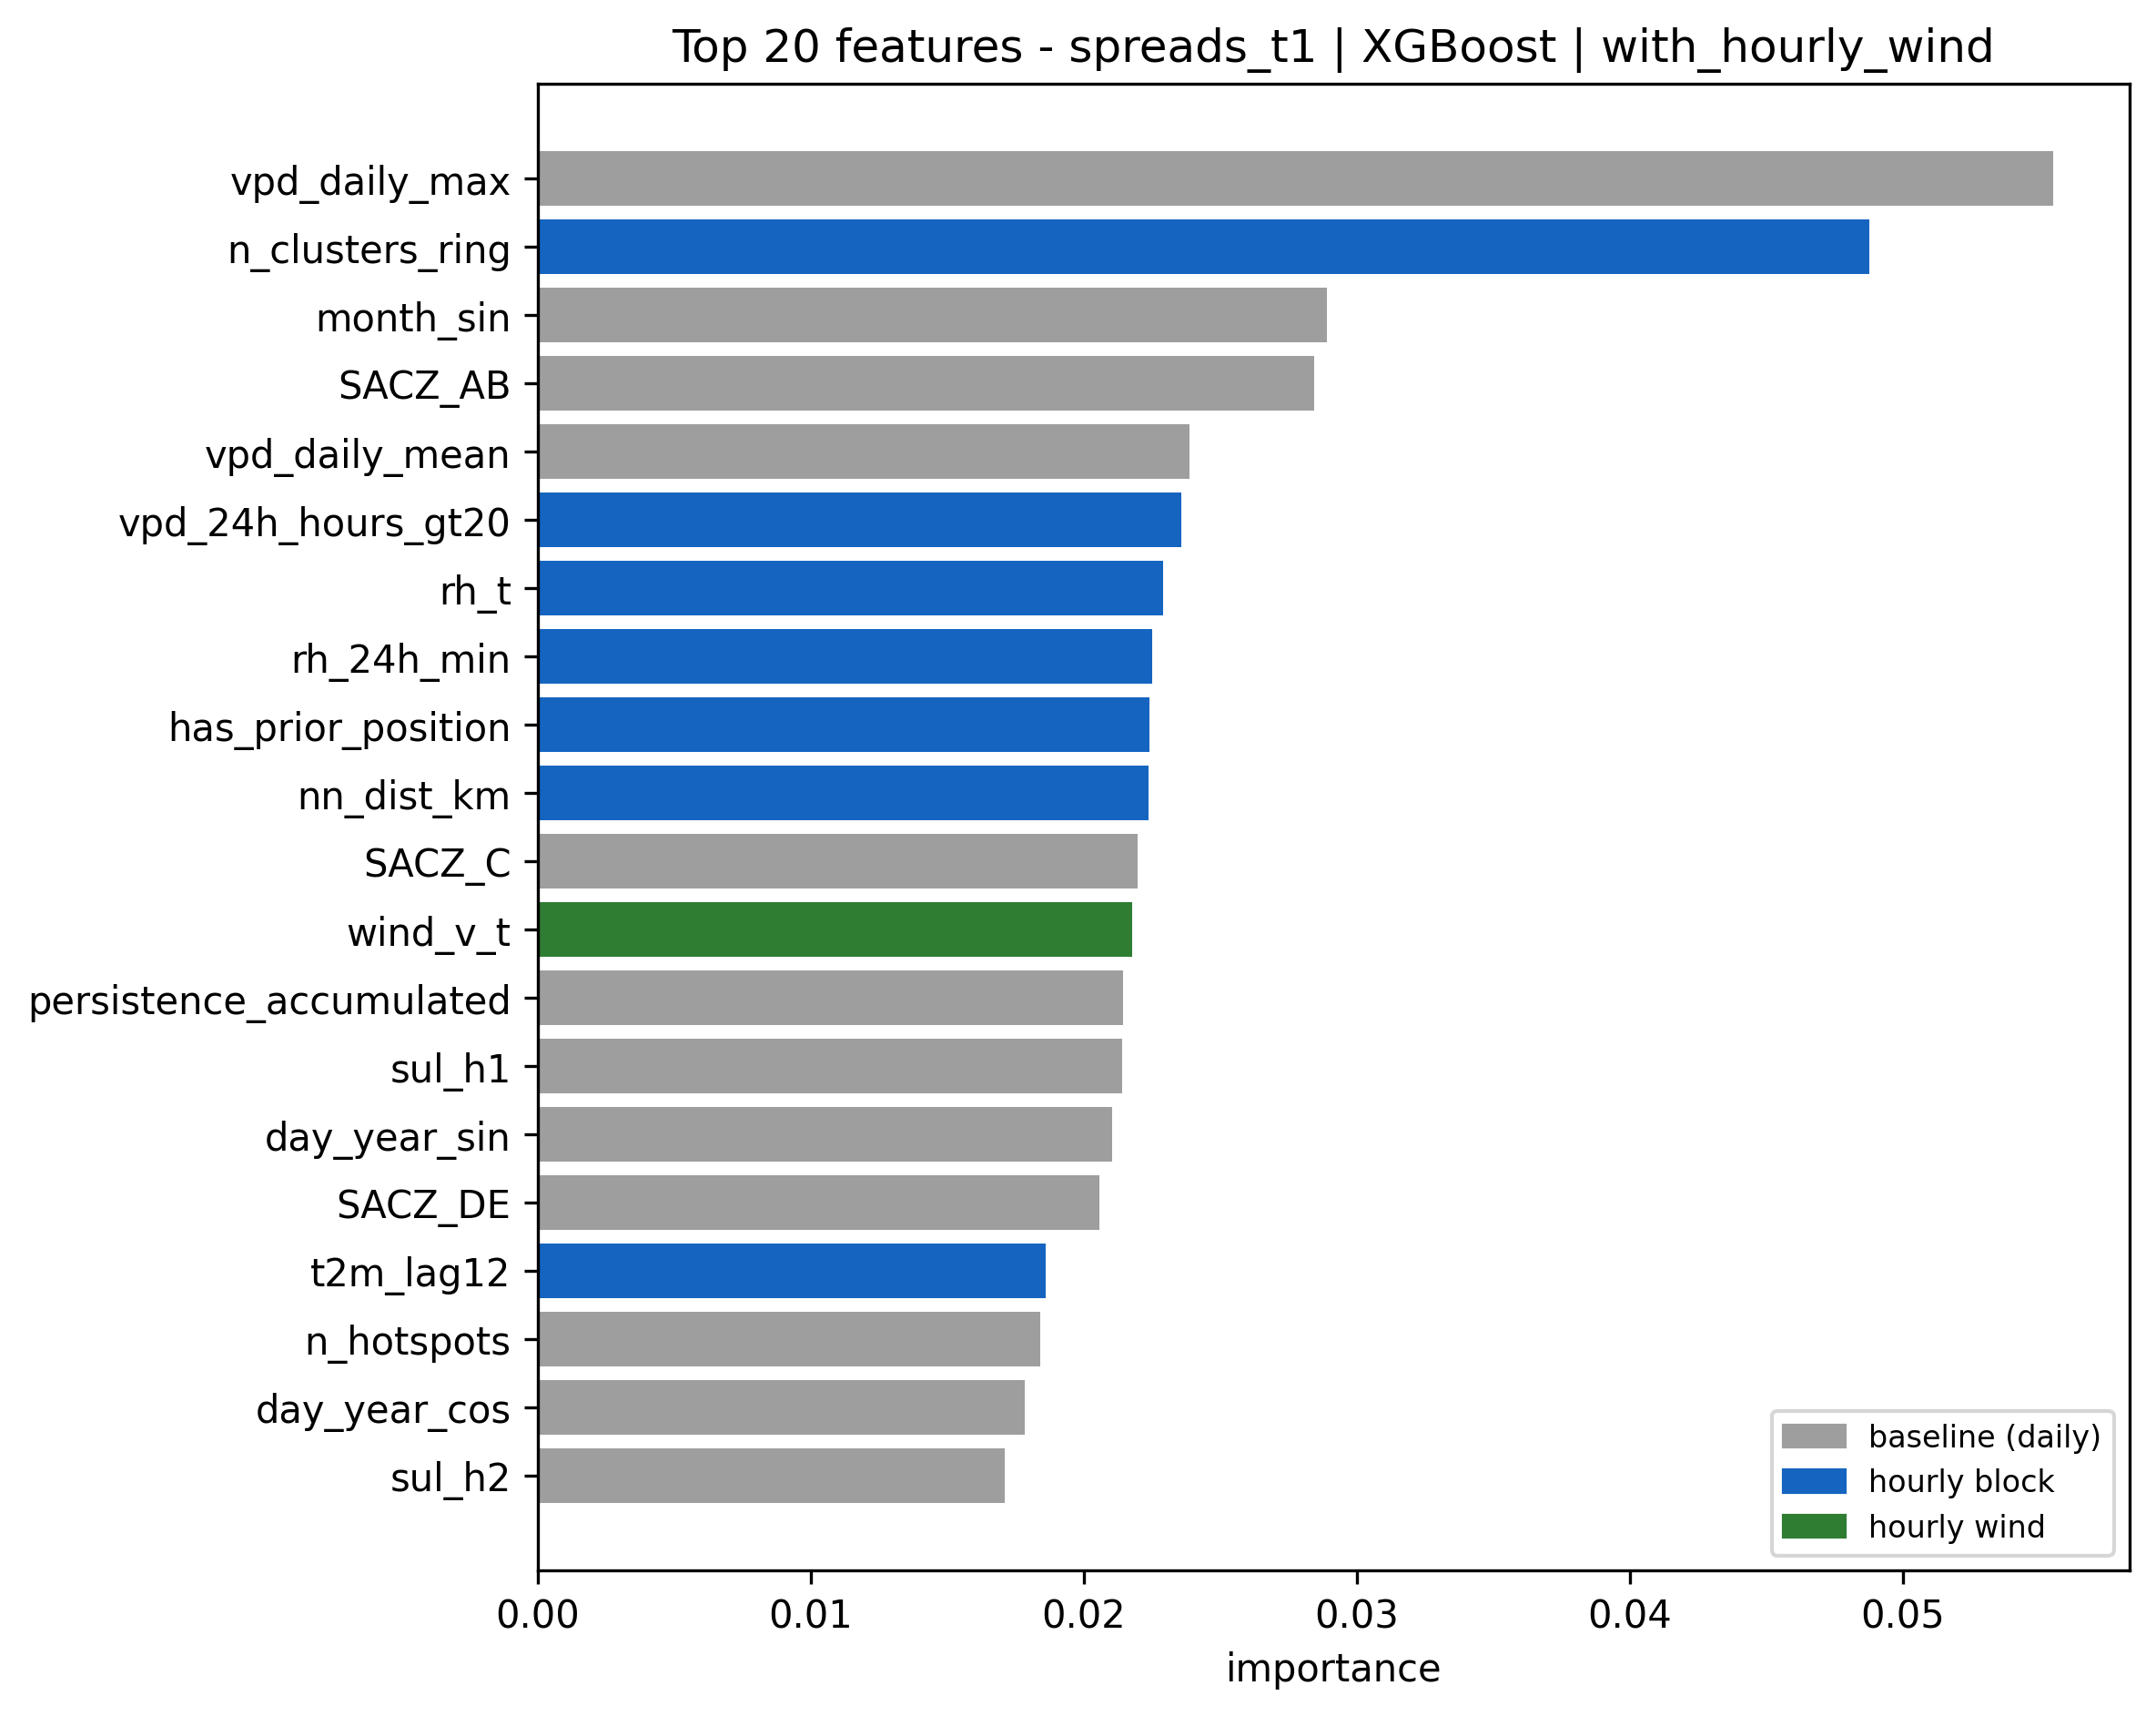 Top 20 features - spreads_t1 | XGBoost | with_hourly_wind
vpd_daily_max
n_clusters_ring
month_sin
SACZ_AB
vpd_daily_mean
vpd_24h_hours_gt20
rh_t
rh_24h_min
has_prior_position
nn_dist_km
SACZ_C
wind_v_t
persistence_accumulated
sul_h1
day_year_sin
SACZ_DE
t2m_lag12
n_hotspots
day_year_cos
sul_h2
baseline (daily)
hourly block
hourly wind
0.00 0.01 0.02 0.03 0.04 0.05
importance